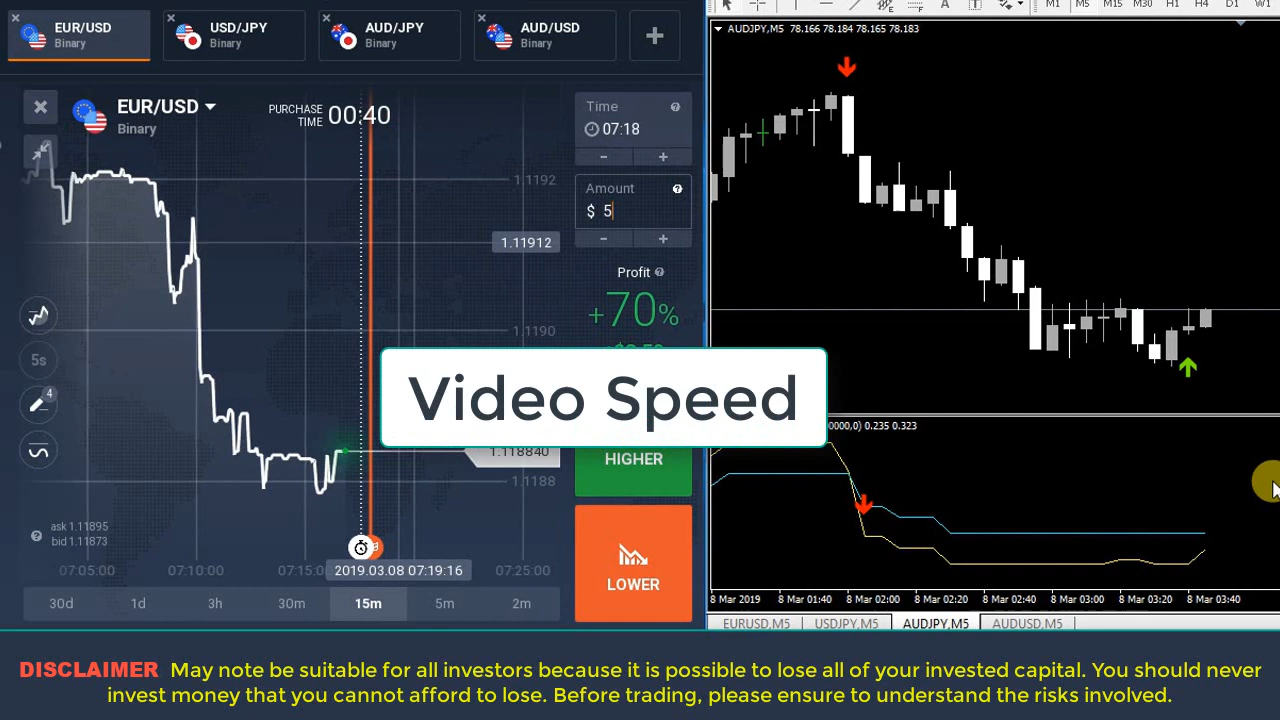 EUR/USD
Binary
USD/JPY
Binary
AUD/JPY
Binary
AUD/USD
Binary
EUR/USD
Binary
PURCHASE
TIME
00:40
Time
07:18
Amount
$ 5
Profit
+70%
HIGHER
LOWER
1.1192
1.11912
1.1190
1.118840
1.1188
5s
4
ask 1.11895
bid 1.11873
07:05:00
07:10:00
07:15:
2019.03.08 07:19:16
07:25:00
30d
1d
3h
30m
15m
5m
2m
M1
M5
M15
M30
H1
H4
D1
W1
AUDJPY,M5 78.166 78.184 78.165 78.183
0000,0) 0.235 0.323
8 Mar 2019
8 Mar 01:40
8 Mar 02:00
8 Mar 02:20
8 Mar 02:40
8 Mar 03:00
8 Mar 03:20
8 Mar 03:40
EURUSD,M5
USDJPY,M5
AUDJPY,M5
AUDUSD,M5
Video Speed
DISCLAIMER May note be suitable for all investors because it is possible to lose all of your invested capital. You should never
invest money that you cannot afford to lose. Before trading, please ensure to understand the risks involved.